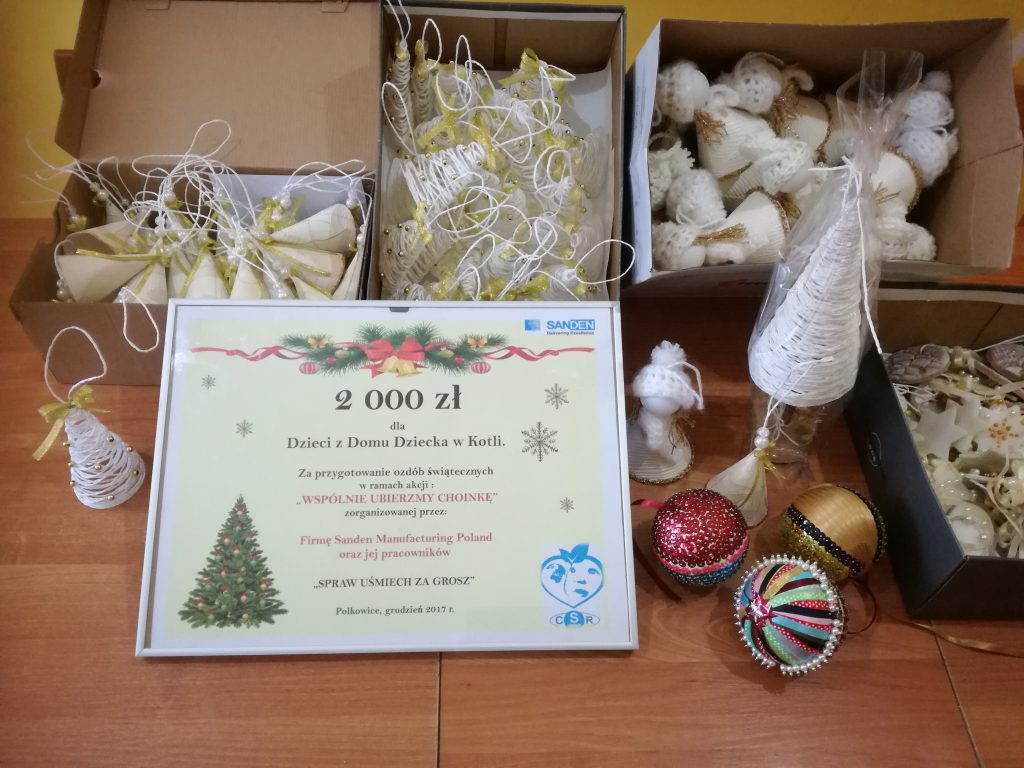 SANDEN
Delivering Excellence
2 000 zł
dla
Dzieci z Domu Dziecka w Kotli.
Za przygotowanie ozdób świątecznych
w ramach akcji :
„WSPÓLNIE UBIERZMY CHOINKĘ”
zorganizowanej przez:
Firmę Sanden Manufacturing Poland
oraz jej pracowników
„SPRAW UŚMIECH ZA GROSZ”
Polkowice, grudzień 2017 r.
CSR